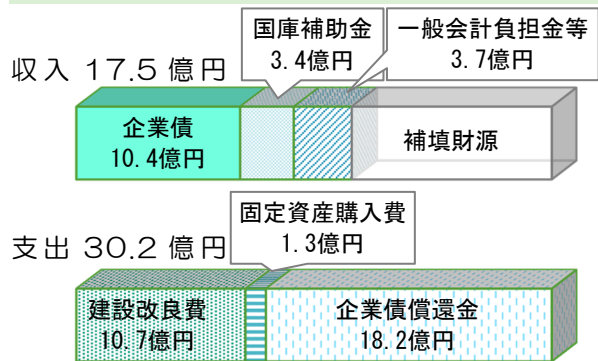 国庫補助金
3.4億円
一般会計負担金等
3.7億円
収入 17.5 億円
企業債
10.4億円
補填財源
固定資産購入費
1.3億円
支出 30.2 億円
建設改良費
10.7億円
企業債償還金
18.2億円